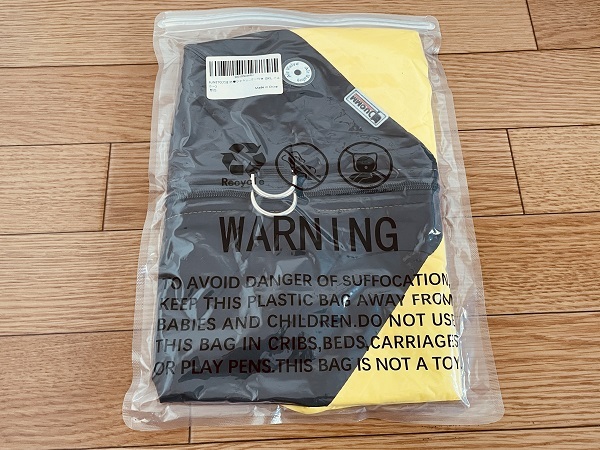 Recycle
WARNING
TO AVOID DANGER OF SUFFOCATION,
KEEP THIS PLASTIC BAG AWAY FROM
BABIES AND CHILDREN.DO NOT USE
THIS BAG IN CRIBS,BEDS,CARRIAGES
OR PLAY PENS.THIS BAG IS NOT A TOY.